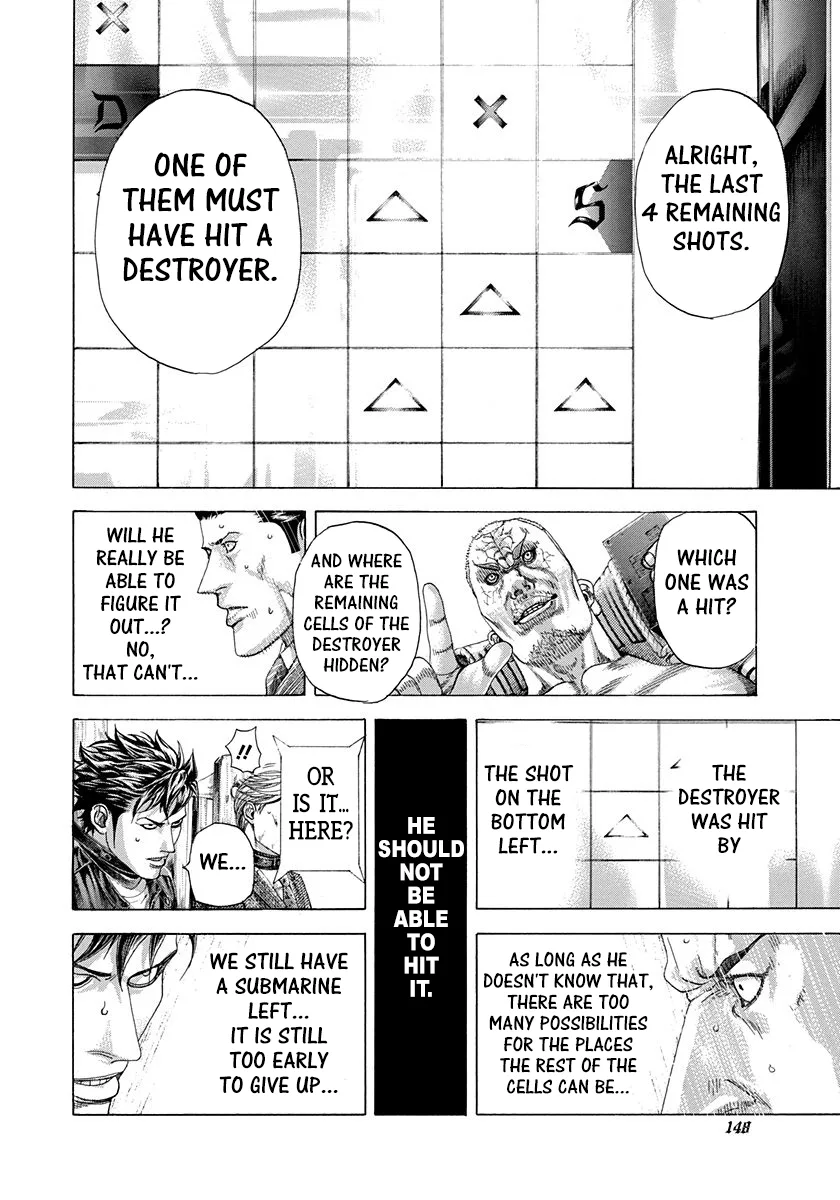 ALRIGHT,
THE LAST
4 REMAINING
SHOTS.
S
D
ONE OF
THEM MUST
HAVE HIT A
DESTROYER.
WHICH
ONE WAS
A HIT?
AND WHERE
ARE THE
REMAINING
CELLS OF THE
DESTROYER
HIDDEN?
WILL HE
REALLY BE
ABLE TO
FIGURE IT
OUT...?
NO,
THAT CAN'T...
THE
DESTROYER
WAS HIT
BY
THE SHOT
ON THE
BOTTOM
LEFT...
AS LONG AS HE
DOESN'T KNOW THAT,
THERE ARE TOO
MANY POSSIBILITIES
FOR THE PLACES
THE REST OF THE
CELLS CAN BE...
HE
SHOULD
NOT
BE
ABLE
TO
HIT
IT.
OR
IS IT...
HERE?
!!
WE...
WE STILL HAVE
A SUBMARINE
LEFT...
IT IS STILL
TOO EARLY
TO GIVE UP...